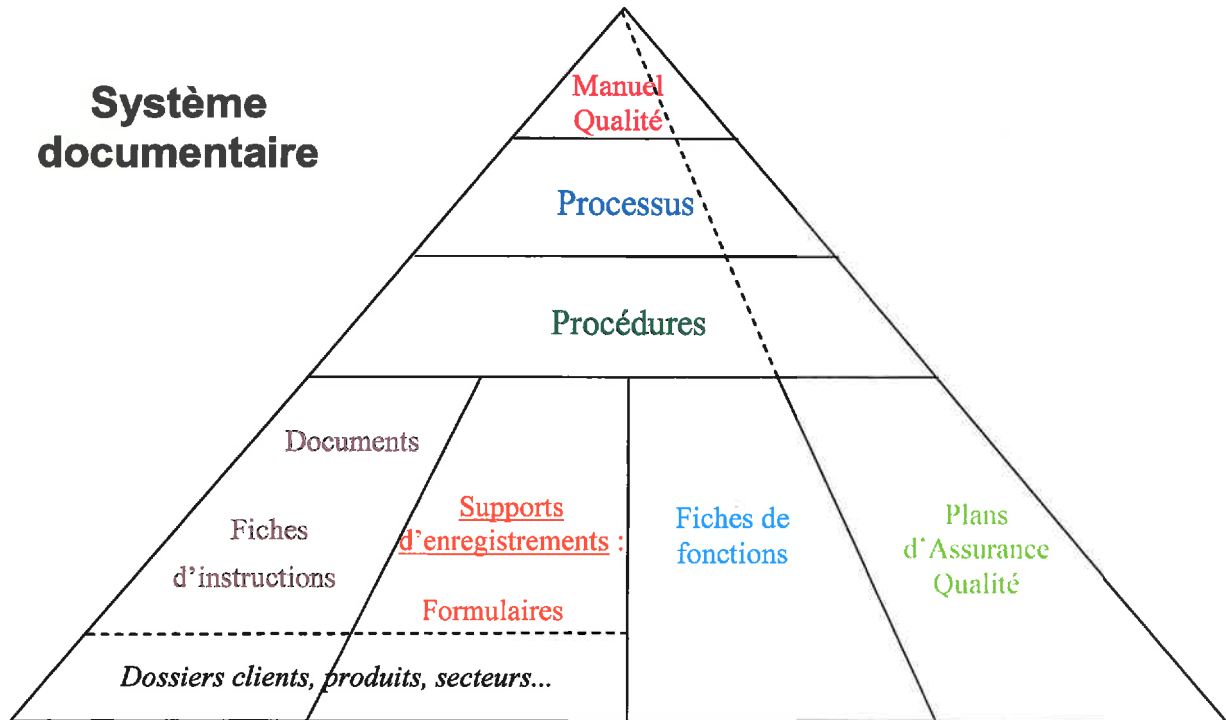 Système
documentaire
Manuel
Qualité
Processus
Procédures
Documents
Fiches
d'instructions
Supports
d'enregistrements :
Formulaires
Fiches de
fonctions
Plans
d'Assurance
Qualité
Dossiers clients, produits, secteurs...